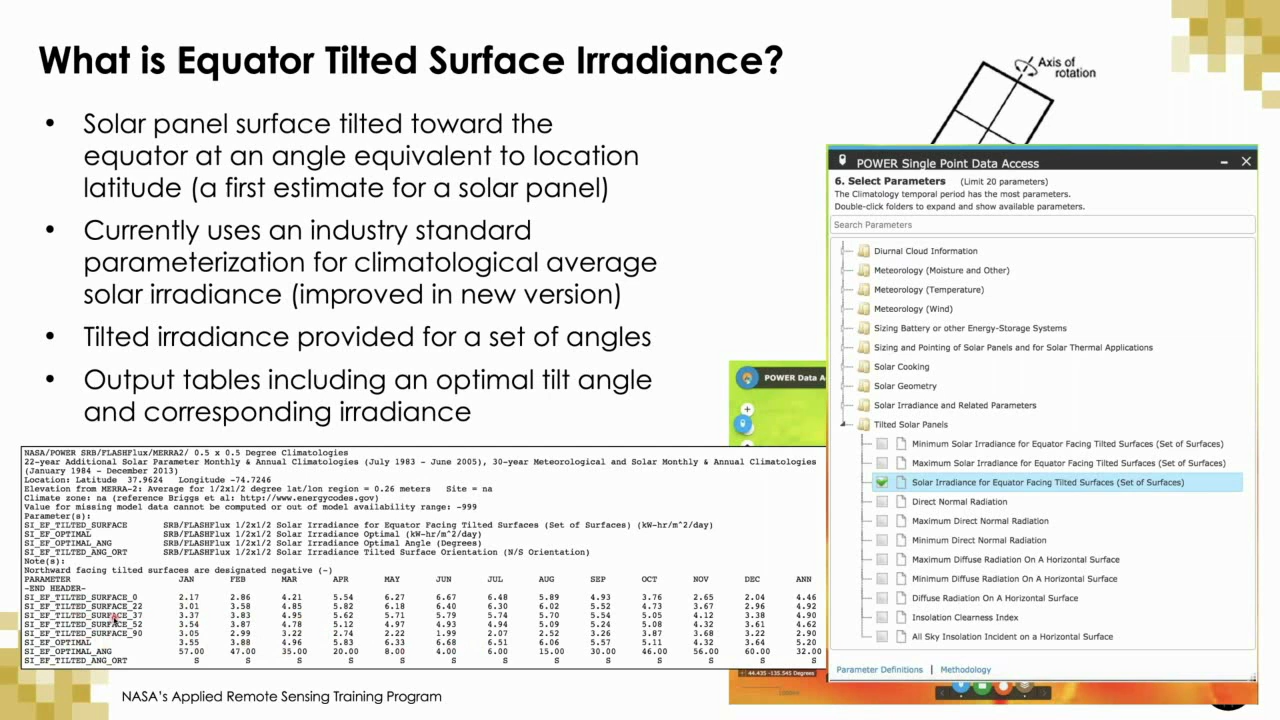 What is Equator Tilted Surface Irradiance?
Axis of
rotation
• Solar panel surface tilted toward the
equator at an angle equivalent to location
latitude (a first estimate for a solar panel)
• Currently uses an industry standard
parameterization for climatological average
solar irradiance (improved in new version)
• Tilted irradiance provided for a set of angles
• Output tables including an optimal tilt angle
and corresponding irradiance
POWER Single Point Data Access
6. Select Parameters (Limit 20 parameters)
The Climatology temporal period has the most parameters.
Double-click folders to expand and show available parameters.
Search Parameters
Diurnal Cloud Information
Meteorology (Moisture and Other)
Meteorology (Temperature)
Meteorology (Wind)
Sizing Battery or other Energy-Storage Systems
Sizing and Pointing of Solar Panels and for Solar Thermal Applications
Solar Cooking
Solar Geometry
Solar Irradiance and Related Parameters
Tilted Solar Panels
Minimum Solar Irradiance for Equator Facing Tilted Surfaces (Set of Surfaces)
Maximum Solar Irradiance for Equator Facing Tilted Surfaces (Set of Surfaces)
Solar Irradiance for Equator Facing Tilted Surfaces (Set of Surfaces)
Direct Normal Radiation
Maximum Direct Normal Radiation
Minimum Direct Normal Radiation
Maximum Diffuse Radiation On A Horizontal Surface
Minimum Diffuse Radiation On A Horizontal Surface
Diffuse Radiation On A Horizontal Surface
Insolation Clearness Index
All Sky Insolation Incident on a Horizontal Surface
Parameter Definitions | Methodology
POWER Data A
44.435 -135.545 Degrees
NASA/POWER SRB/FLASHFlux/MERRA2/ 0.5 x 0.5 Degree Climatologies
22-year Additional Solar Parameter Monthly & Annual Climatologies (July 1983 - June 2005), 30-year Meteorological and Solar Monthly & Annual Climatologies
(January 1984 - December 2013)
Location: Latitude 37.9624 Longitude -74.7246
Elevation from MERRA-2: Average for 1/2x1/2 degree lat/lon region = 0.26 meters Site = na
Climate zone: na (reference Briggs et al: http://www.energycodes.gov)
Value for missing model data cannot be computed or out of model availability range: -999
Parameter(s):
SI_EF_TILTED_SURFACE SRB/FLASHFlux 1/2x1/2 Solar Irradiance for Equator Facing Tilted Surfaces (Set of Surfaces) (kW-hr/m^2/day)
SI_EF_OPTIMAL SRB/FLASHFlux 1/2x1/2 Solar Irradiance Optimal (kW-hr/m^2/day)
SI_EF_OPTIMAL_ANG SRB/FLASHFlux 1/2x1/2 Solar Irradiance Optimal Angle (Degrees)
SI_EF_TILTED_ANG_ORT SRB/FLASHFlux 1/2x1/2 Solar Irradiance Tilted Surface Orientation (N/S Orientation)
Note(s):
Northward facing tilted surfaces are designated negative (-)
PARAMETER JAN FEB MAR APR MAY JUN JUL AUG SEP OCT NOV DEC ANN
-END HEADER-
SI_EF_TILTED_SURFACE_0 2.17 2.86 4.21 5.54 6.27 6.67 6.48 5.89 4.93 3.76 2.65 2.04 4.46
SI_EF_TILTED_SURFACE_22 3.01 3.58 4.85 5.82 6.18 6.40 6.30 6.02 5.52 4.73 3.67 2.96 4.92
SI_EF_TILTED_SURFACE_37 3.37 3.83 4.95 5.62 5.71 5.79 5.74 5.70 5.54 5.05 4.12 3.38 4.90
SI_EF_TILTED_SURFACE_52 3.54 3.87 4.78 5.12 4.97 4.93 4.94 5.09 5.24 5.08 4.32 3.61 4.62
SI_EF_TILTED_SURFACE_90 3.05 2.99 3.22 2.74 2.22 1.99 2.07 2.52 3.26 3.87 3.68 3.22 2.90
SI_EF_OPTIMAL 3.55 3.88 4.96 5.83 6.33 6.68 6.51 6.06 5.57 5.11 4.32 3.64 5.20
SI_EF_OPTIMAL_ANG 57.00 47.00 35.00 20.00 8.00 4.00 6.00 15.00 30.00 46.00 56.00 60.00 32.00
SI_EF_TILTED_ANG_ORT S S S S S S S S S S S S S
NASA's Applied Remote Sensing Training Program